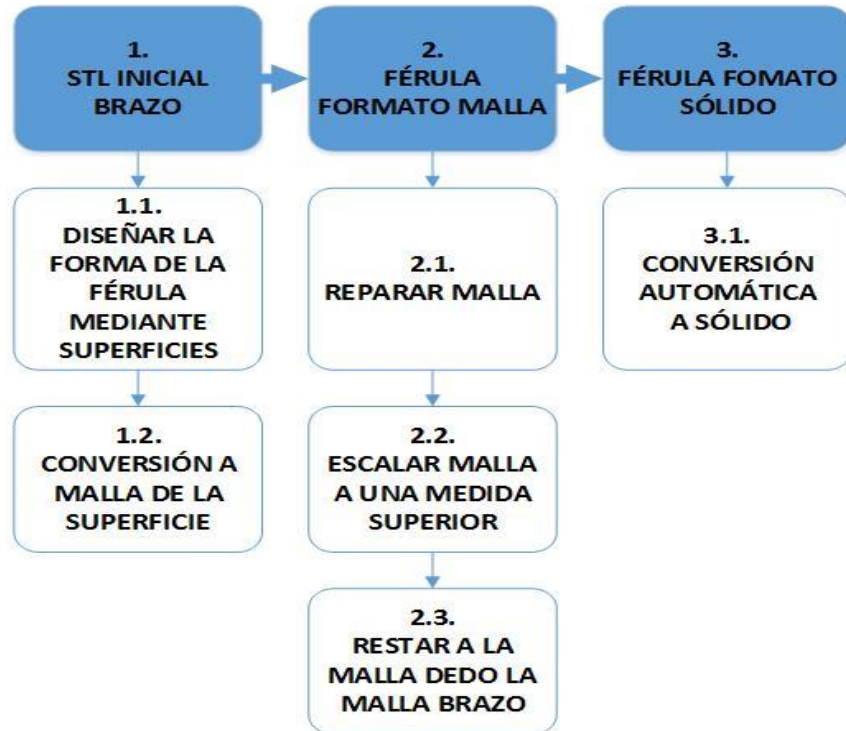 1.
STL INICIAL
BRAZO
2.
FÉRULA
FORMATO MALLA
3.
FÉRULA FOMATO
SÓLIDO
1.1.
DISEÑAR LA
FORMA DE LA
FÉRULA
MEDIANTE
SUPERFICIES
2.1.
REPARAR MALLA
3.1.
CONVERSIÓN
AUTOMÁTICA
A SÓLIDO
1.2.
CONVERSIÓN A
MALLA DE LA
SUPERFICIE
2.2.
ESCALAR MALLA
A UNA MEDIDA
SUPERIOR
2.3.
RESTAR A LA
MALLA DEDO LA
MALLA BRAZO